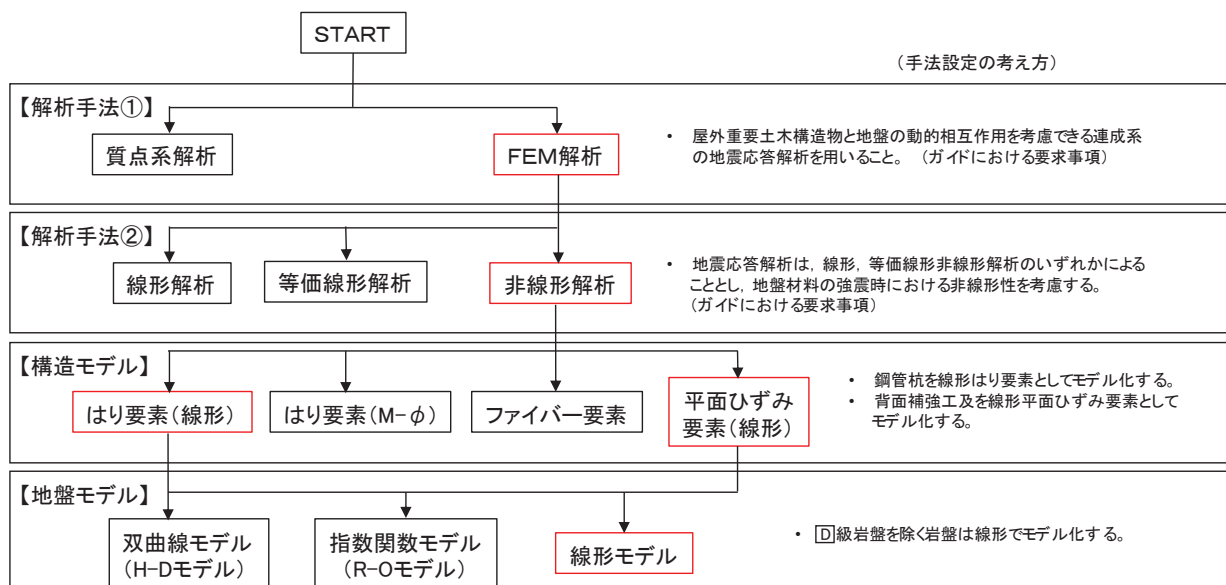 START
(手法設定の考え方)
【解析手法①】
質点系解析
FEM解析
・ 屋外重要土木構造物と地盤の動的相互作用を考慮できる連成系
の地震応答解析を用いること。 (ガイドにおける要求事項)
【解析手法②】
線形解析
等価線形解析
非線形解析
・ 地震応答解析は, 線形, 等価線形非線形解析のいずれかによる
こととし, 地盤材料の強震時における非線形性を考慮する。
(ガイドにおける要求事項)
【構造モデル】
はり要素(線形)
はり要素(M-φ)
ファイバー要素
平面ひずみ
要素(線形)
・ 鋼管杭を線形はり要素としてモデル化する。
・ 背面補強工及を線形平面ひずみ要素として
モデル化する。
【地盤モデル】
双曲線モデル
(H-Dモデル)
指数関数モデル
(R-Oモデル)
線形モデル
・ D級岩盤を除く岩盤は線形でモデル化する。